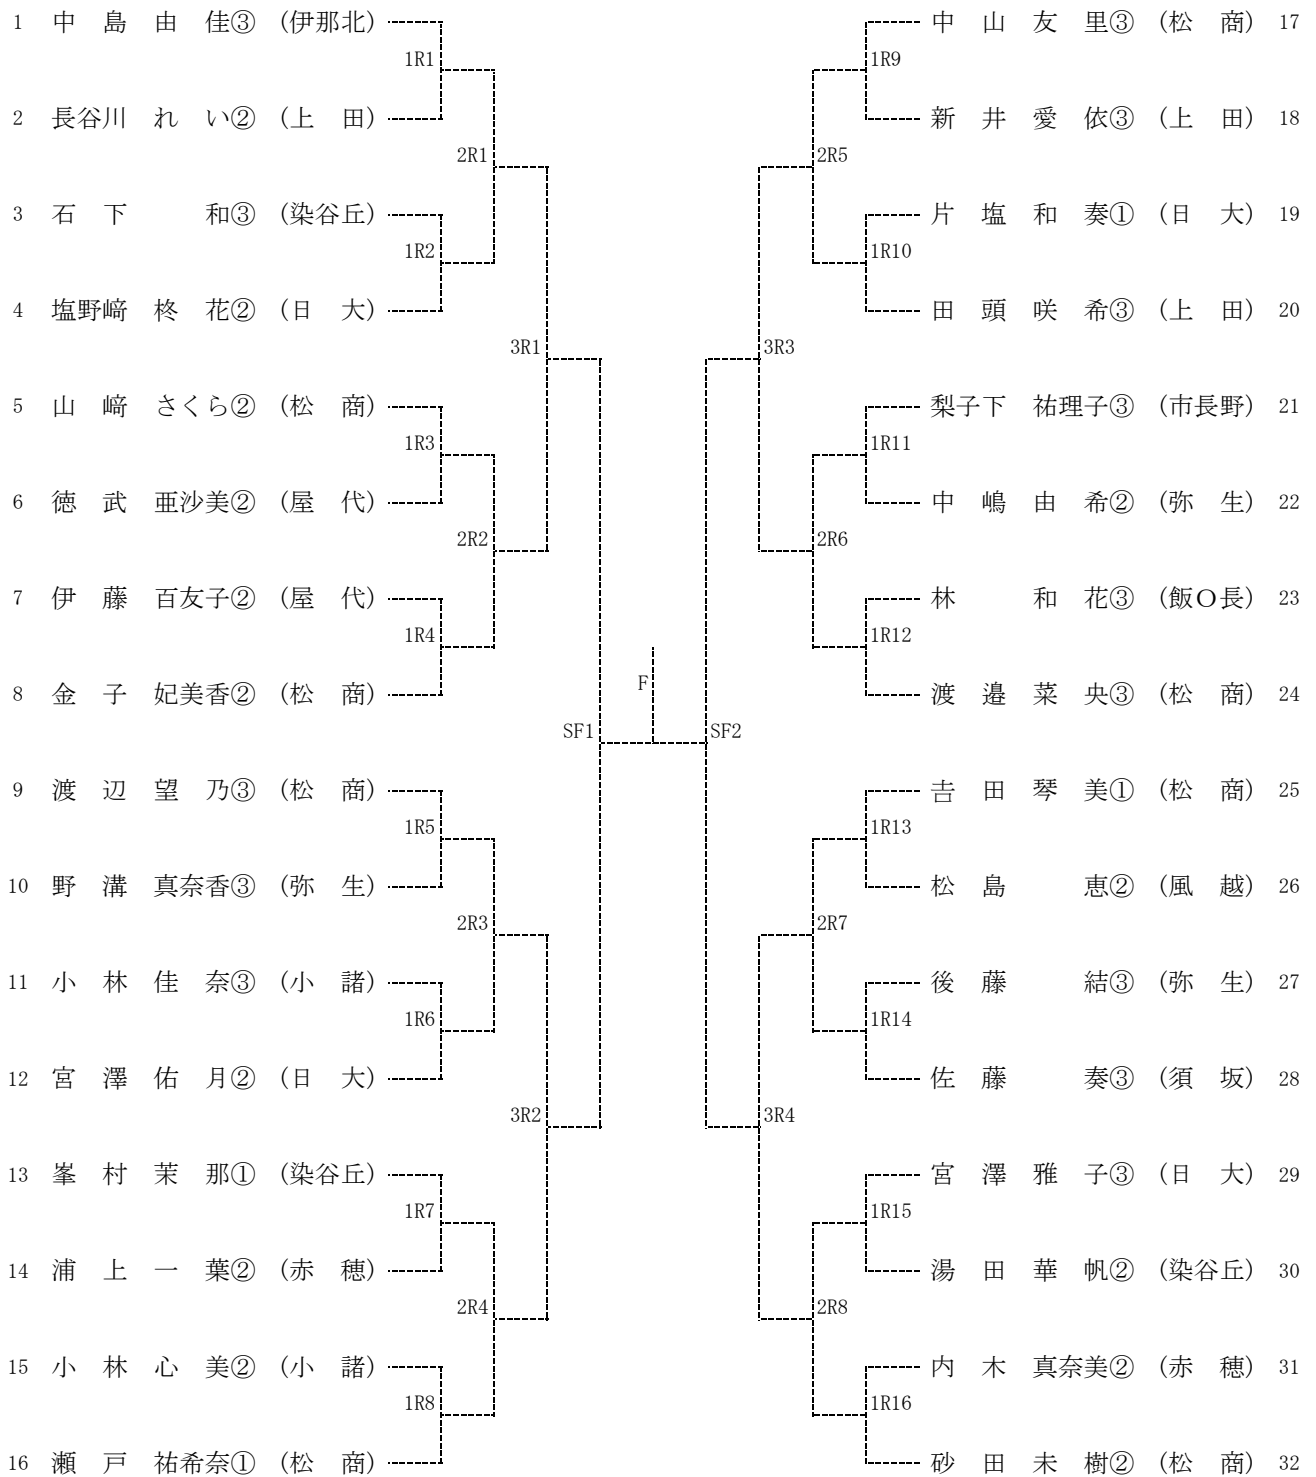 1 中 島 由 佳③ (伊那北)
1R1
2 長谷川 れ い② (上 田)
2R1
3 石 下 和③ (染谷丘)
1R2
4 塩野﨑 柊 花② (日 大)
3R1
5 山 﨑 さくら② (松 商)
1R3
6 徳 武 亜沙美② (屋 代)
2R2
7 伊 藤 百友子② (屋 代)
1R4
8 金 子 妃美香② (松 商)
SF1
9 渡 辺 望 乃③ (松 商)
1R5
10 野 溝 真奈香③ (弥 生)
2R3
11 小 林 佳 奈③ (小 諸)
1R6
12 宮 澤 佑 月② (日 大)
3R2
13 峯 村 茉 那① (染谷丘)
1R7
14 浦 上 一 葉② (赤 穂)
2R4
15 小 林 心 美② (小 諸)
1R8
16 瀬 戸 祐希奈① (松 商)
F
中 山 友 里③ (松 商) 17
1R9
新 井 愛 依③ (上 田) 18
2R5
片 塩 和 奏① (日 大) 19
1R10
田 頭 咲 希③ (上 田) 20
3R3
梨子下 祐理子③ (市長野) 21
1R11
中 嶋 由 希② (弥 生) 22
2R6
林 和 花③ (飯O長) 23
1R12
渡 邉 菜 央③ (松 商) 24
SF2
𠮷 田 琴 美① (松 商) 25
1R13
松 島 恵② (風 越) 26
2R7
後 藤 結③ (弥 生) 27
1R14
佐 藤 奏③ (須 坂) 28
3R4
宮 澤 雅 子③ (日 大) 29
1R15
湯 田 華 帆② (染谷丘) 30
2R8
内 木 真奈美② (赤 穂) 31
1R16
砂 田 未 樹② (松 商) 32